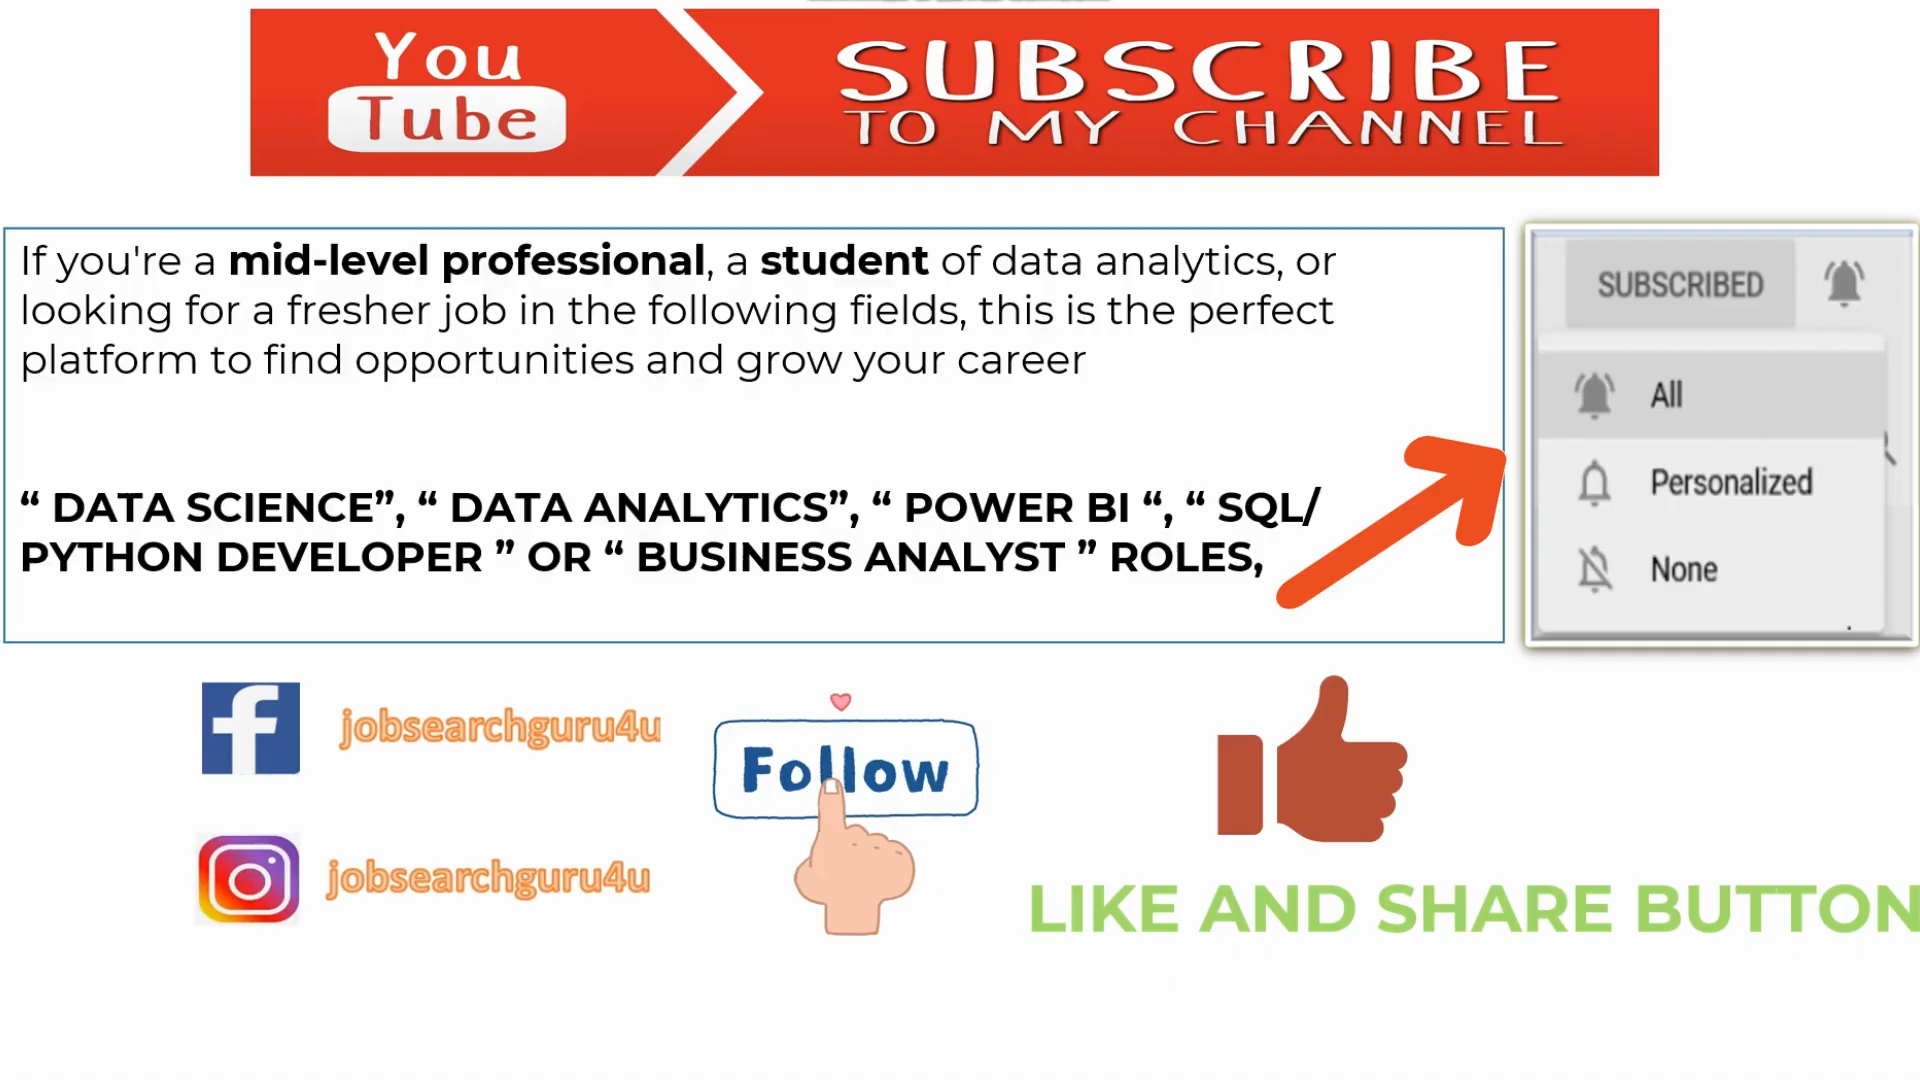 You
Tube
SUBSCRIBE
TO MY CHANNEL
If you're a mid-level professional, a student of data analytics, or
looking for a fresher job in the following fields, this is the perfect
platform to find opportunities and grow your career
“ DATA SCIENCE”, “ DATA ANALYTICS”, “ POWER BI “, “ SQL/
PYTHON DEVELOPER ” OR “ BUSINESS ANALYST ” ROLES,
SUBSCRIBED
All
Personalized
None
jobsearchguru4u
Follow
jobsearchguru4u
LIKE AND SHARE BUTTON